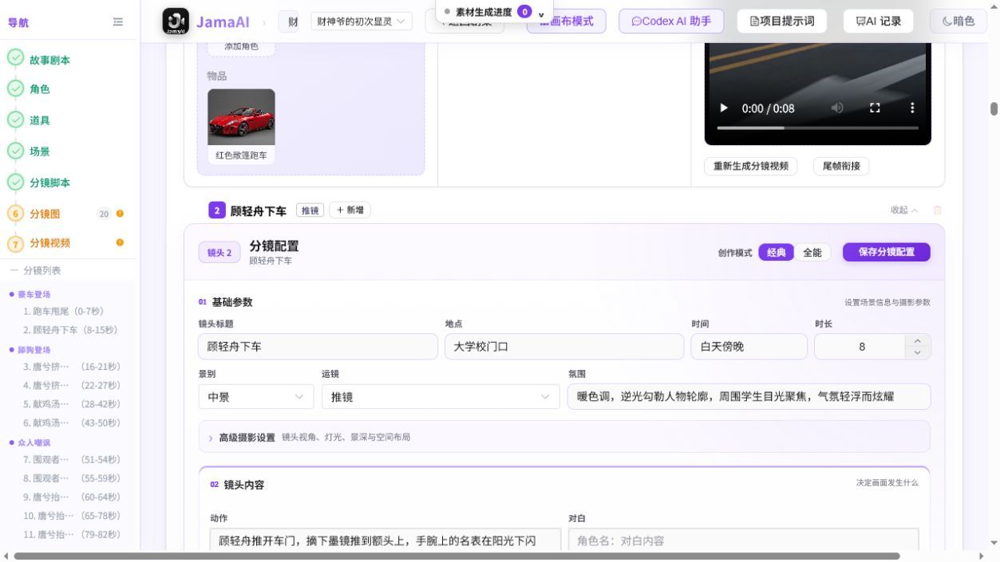 导航
JamaAI
JamaAI
财
财神爷的初次显灵
素材生成进度 0
画布模式
Codex AI 助手
项目提示词
AI 记录
暗色
故事剧本
角色
道具
场景
分镜脚本
6 分镜图 20
7 分镜视频
分镜列表
豪车登场
1. 跑车甩尾（0-7秒）
2. 顾轻舟下车（8-15秒）
舔狗登场
3. 唐兮挤… （16-21秒）
4. 唐兮挤… （22-27秒）
5. 献鸡汤… （28-42秒）
6. 献鸡汤… （43-50秒）
众人嘲讽
7. 围观者… （51-54秒）
8. 围观者… （55-59秒）
9. 唐兮抬… （60-64秒）
10. 唐兮抬… （65-78秒）
11. 唐兮抬… （79-82秒）
添加角色
物品
红色敞篷跑车
0:00 / 0:08
重新生成分镜视频
尾帧衔接
2 顾轻舟下车 推镜 + 新增
收起
镜头 2
分镜配置
顾轻舟下车
创作模式 经典 全能
保存分镜配置
01 基础参数
设置场景信息与摄影参数
镜头标题 地点 时间 时长
顾轻舟下车 大学校门口 白天傍晚 8
景别 运镜 氛围
中景 推镜 暖色调，逆光勾勒人物轮廓，周围学生目光聚焦，气氛轻浮而炫耀
高级摄影设置 镜头视角、灯光、景深与空间布局
02 镜头内容
决定画面发生什么
动作 对白
顾轻舟推开车门，摘下墨镜推到额头上，手腕上的名表在阳光下闪
角色名：对白内容